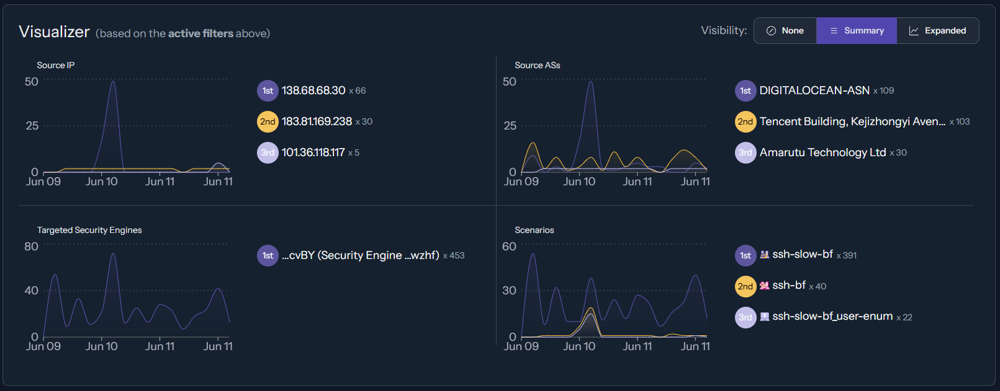 Visualizer (based on the active filters above)
Visibility: None Summary Expanded
Source IP
50
25
0
Jun 09 Jun 10 Jun 11 Jun 11
1st 138.68.68.30 x 66
2nd 183.81.169.238 x 30
3rd 101.36.118.117 x 5
Source ASs
50
25
0
Jun 09 Jun 10 Jun 11 Jun 11
1st DIGITALOCEAN-ASN x 109
2nd Tencent Building, Kejizhongyi Aven... x 103
3rd Amarutu Technology Ltd x 30
Targeted Security Engines
80
40
0
Jun 09 Jun 10 Jun 11 Jun 11
1st ...cvBY (Security Engine ...wzhf) x 453
Scenarios
60
30
0
Jun 09 Jun 10 Jun 11 Jun 11
1st ssh-slow-bf x 391
2nd ssh-bf x 40
3rd ssh-slow-bf_user-enum x 22